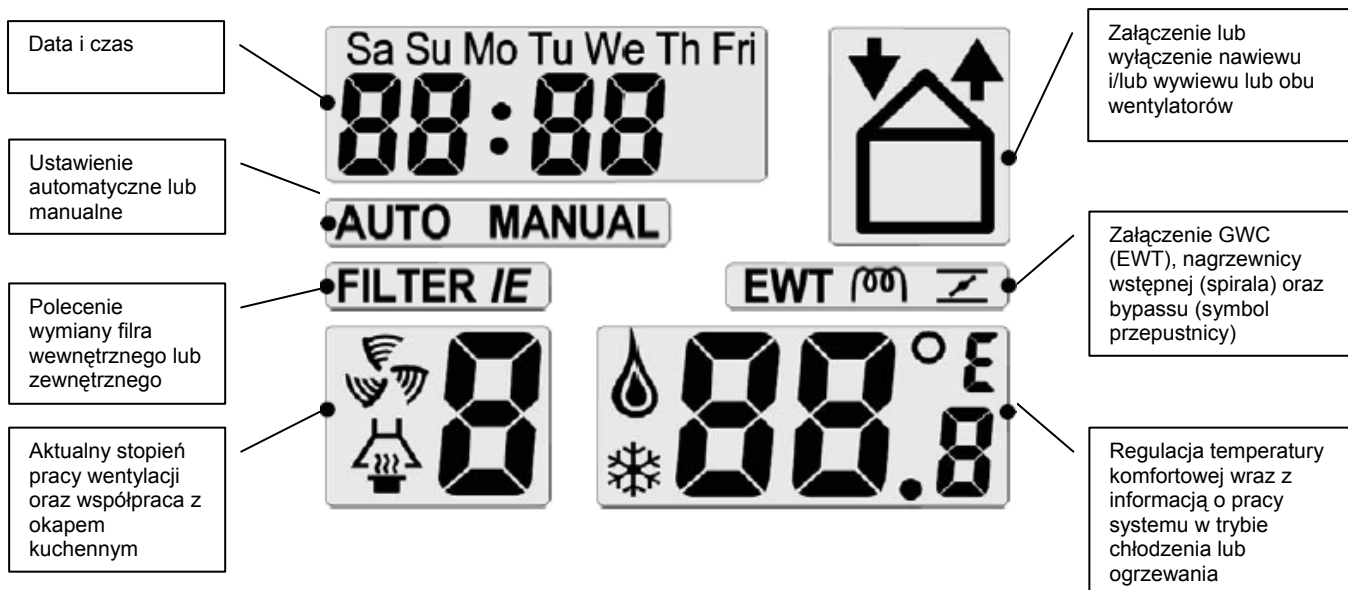 Data i czas
Ustawienie
automatyczne lub
manualne
Polecenie
wymiany filra
wewnętrznego lub
zewnętrznego
Aktualny stopień
pracy wentylacji
oraz współpraca z
okapem
kuchennym
Sa Su Mo Tu We Th Fri
88:88
AUTO MANUAL
FILTER /E
EWT
8
88.8°E
Załączenie lub
wyłączenie nawiewu
i/lub wywiewu lub obu
wentylatorów
Załączenie GWC
(EWT), nagrzewnicy
wstępnej (spirala) oraz
bypassu (symbol
przepustnicy)
Regulacja temperatury
komfortowej wraz z
informacją o pracy
systemu w trybie
chłodzenia lub
ogrzewania